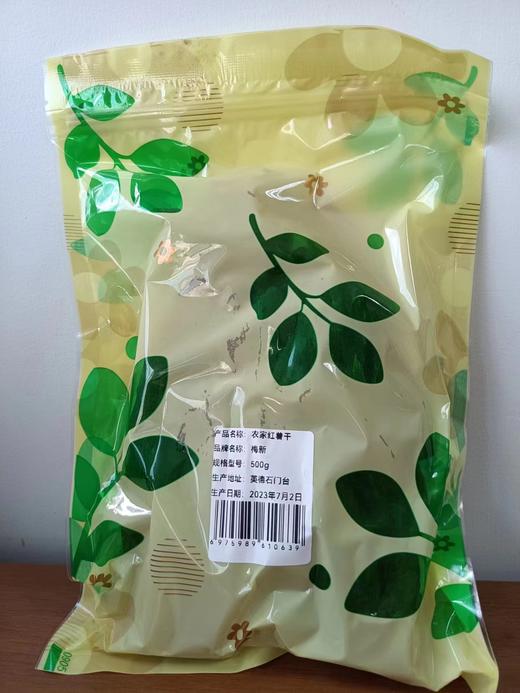 产品名称: 农家红薯干
品牌名称: 梅新
规格型号: 500g
生产地址: 英德石门台
生产日期: 2023年7月2日
6975989610639
0805